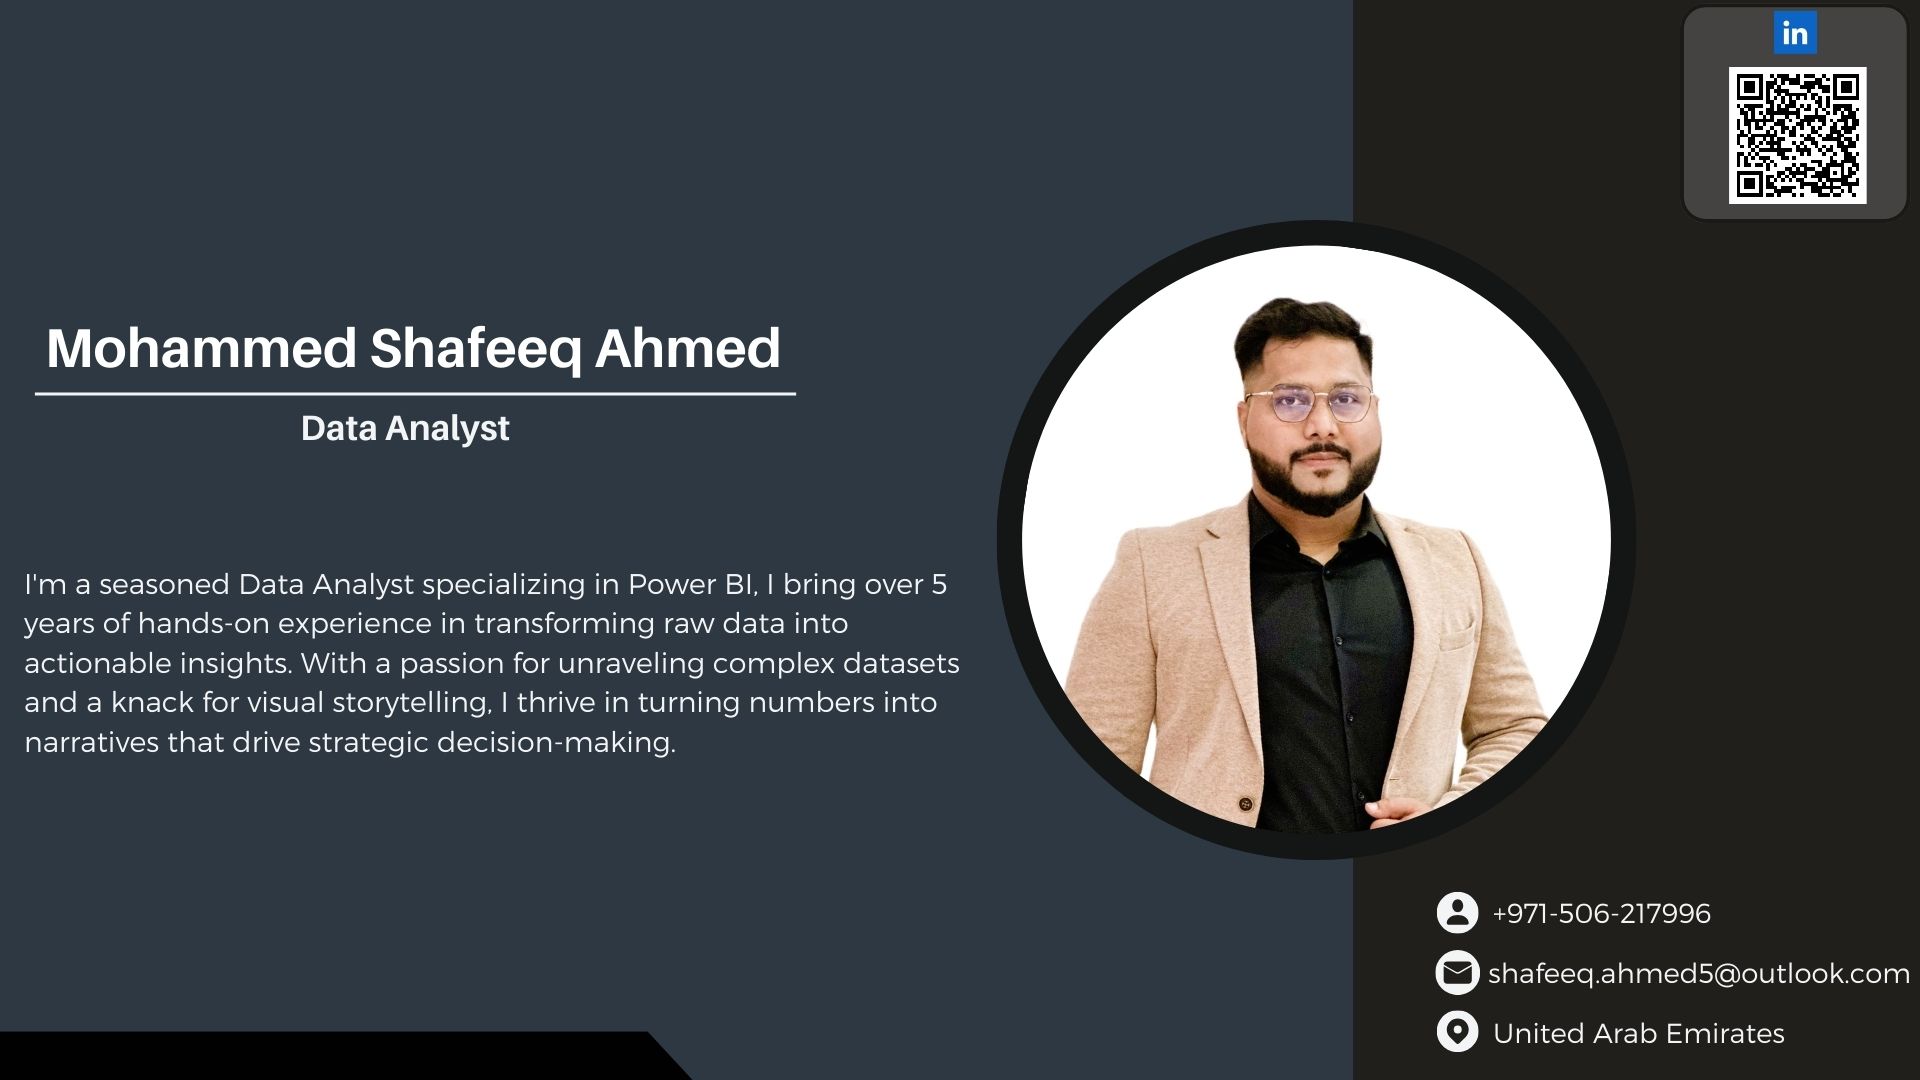 in
Mohammed Shafeeq Ahmed
Data Analyst
I'm a seasoned Data Analyst specializing in Power BI, I bring over 5
years of hands-on experience in transforming raw data into
actionable insights. With a passion for unraveling complex datasets
and a knack for visual storytelling, I thrive in turning numbers into
narratives that drive strategic decision-making.
+971-506-217996
shafeeq.ahmed5@outlook.com
United Arab Emirates